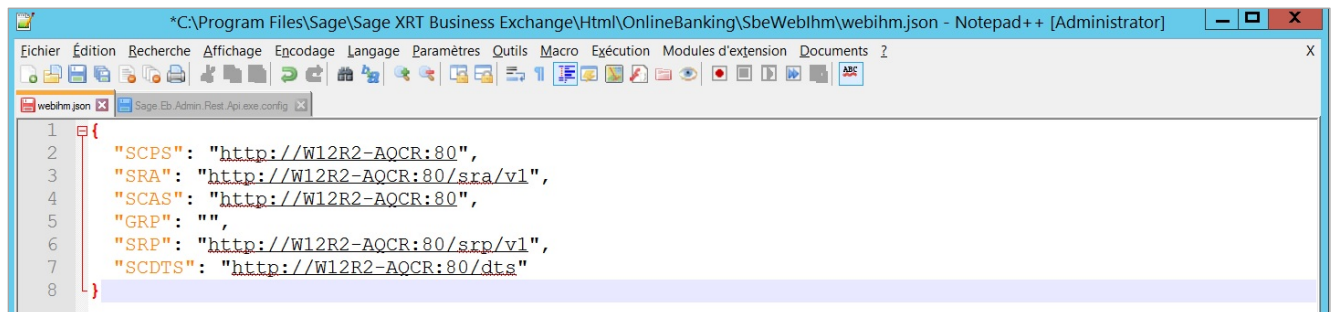 *C:\Program Files\Sage\Sage XRT Business Exchange\Html\OnlineBanking\SbeWebIhm\webihm.json - Notepad++ [Administrator]
Fichier Édition Recherche Affichage Encodage Langage Paramètres Outils Macro Exécution Modules d'extension Documents ? X
ABC
webihm.json Sage.Eb.Admin.Rest.Api.exe.config
1 {
2 "SCPS": "http://W12R2-AQCR:80",
3 "SRA": "http://W12R2-AQCR:80/sra/v1",
4 "SCAS": "http://W12R2-AQCR:80",
5 "GRP": "",
6 "SRP": "http://W12R2-AQCR:80/srp/v1",
7 "SCDTS": "http://W12R2-AQCR:80/dts"
8 }